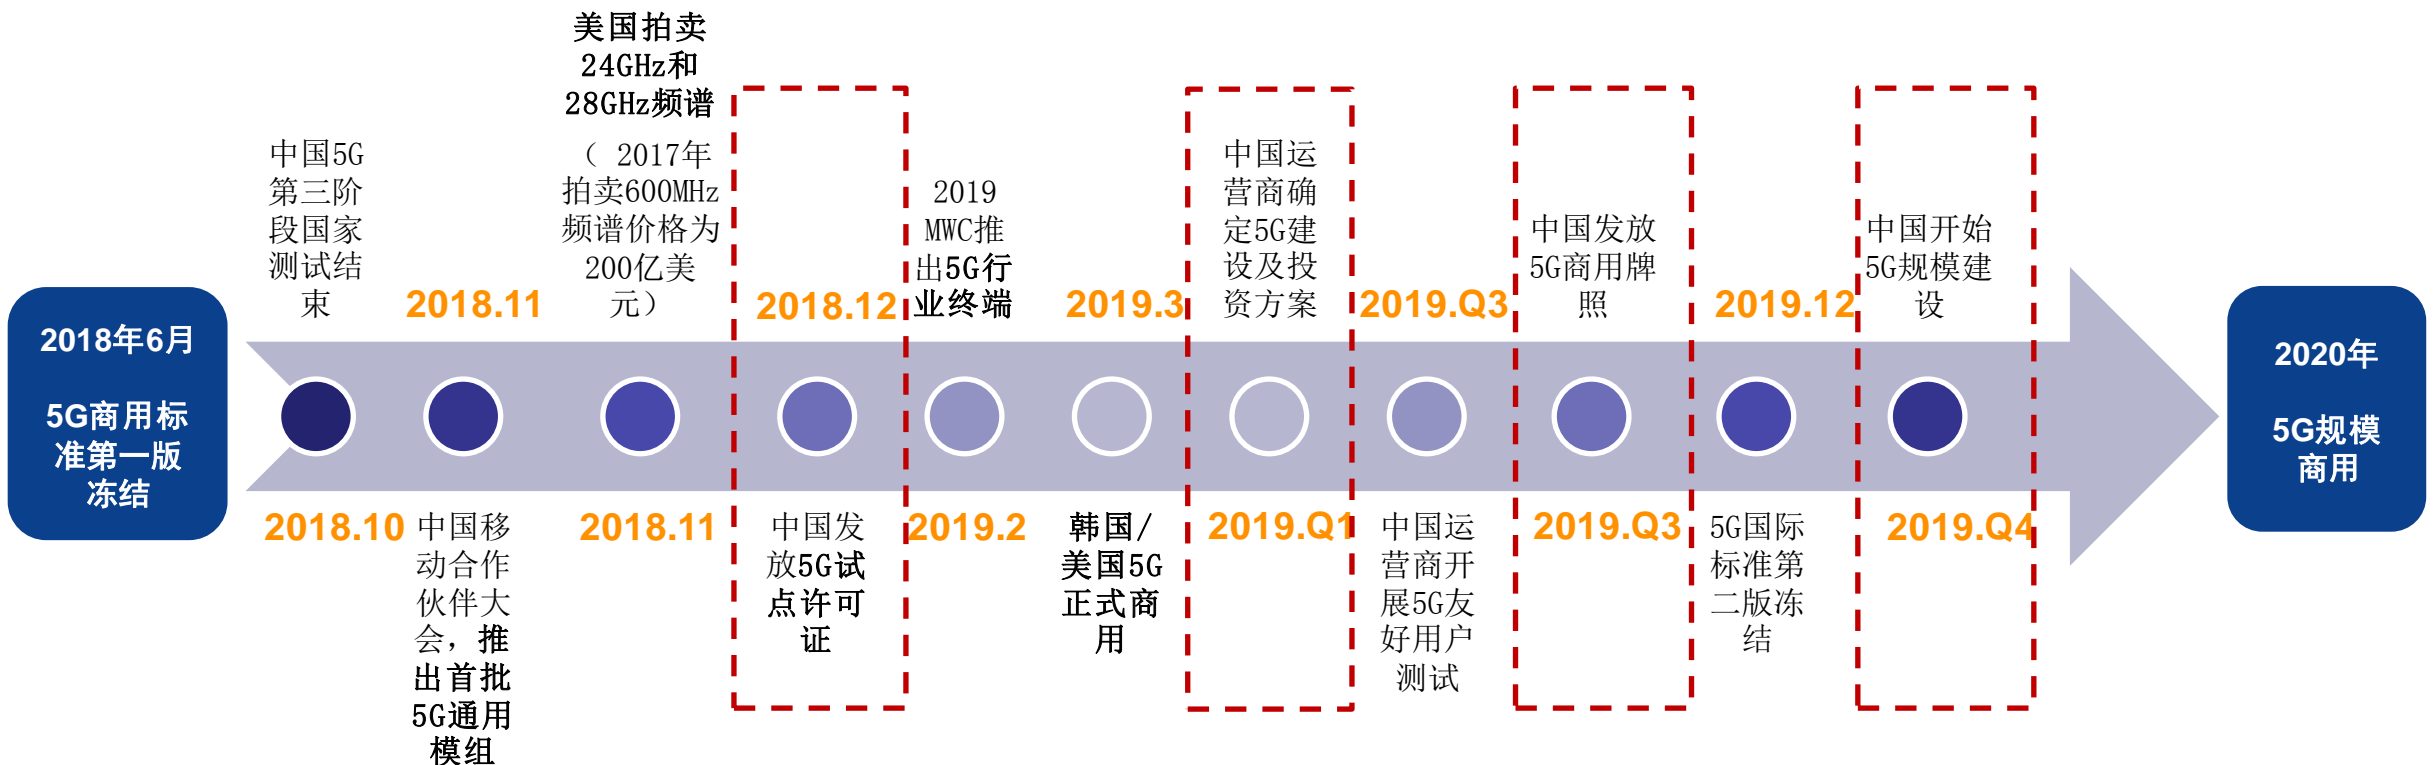 2018年6月
5G商用标
准第一版
冻结
中国5G
第三阶
段国家
测试结
束
2018.10
2018.11
中国移
动合作
伙伴大
会，推
出首批
5G通用
模组
美国拍卖
24GHz和
28GHz频谱
（ 2017年
拍卖600MHz
频谱价格为
200亿美
元）
2018.11
2018.12
中国发
放5G试
点许可
证
2019
MWC推
出5G行
业终端
2019.2
2019.3
韩国/
美国5G
正式商
用
中国运
营商确
定5G建
设及投
资方案
2019.Q1
2019.Q3
中国运
营商开
展5G友
好用户
测试
中国发放
5G商用牌
照
2019.Q3
2019.12
5G国际
标准第
二版冻
结
中国开始
5G规模建
设
2019.Q4
2020年
5G规模
商用